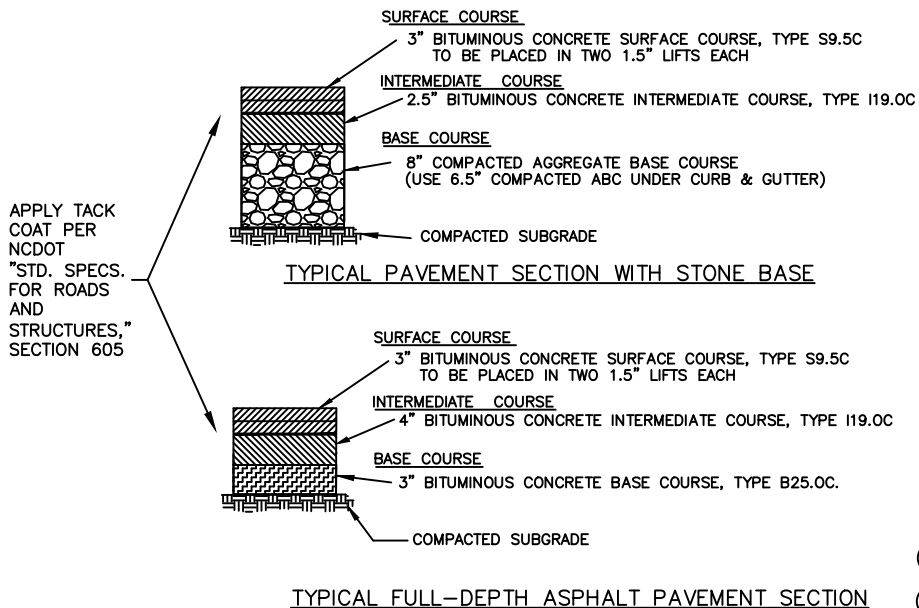 SURFACE COURSE
3" BITUMINOUS CONCRETE SURFACE COURSE, TYPE S9.5C
TO BE PLACED IN TWO 1.5" LIFTS EACH
INTERMEDIATE COURSE
2.5" BITUMINOUS CONCRETE INTERMEDIATE COURSE, TYPE I19.0C
BASE COURSE
8" COMPACTED AGGREGATE BASE COURSE
(USE 6.5" COMPACTED ABC UNDER CURB & GUTTER)
COMPACTED SUBGRADE
TYPICAL PAVEMENT SECTION WITH STONE BASE
APPLY TACK
COAT PER
NCDOT
"STD. SPECS.
FOR ROADS
AND
STRUCTURES,"
SECTION 605
SURFACE COURSE
3" BITUMINOUS CONCRETE SURFACE COURSE, TYPE S9.5C
TO BE PLACED IN TWO 1.5" LIFTS EACH
INTERMEDIATE COURSE
4" BITUMINOUS CONCRETE INTERMEDIATE COURSE, TYPE I19.0C
BASE COURSE
3" BITUMINOUS CONCRETE BASE COURSE, TYPE B25.0C.
COMPACTED SUBGRADE
TYPICAL FULL-DEPTH ASPHALT PAVEMENT SECTION